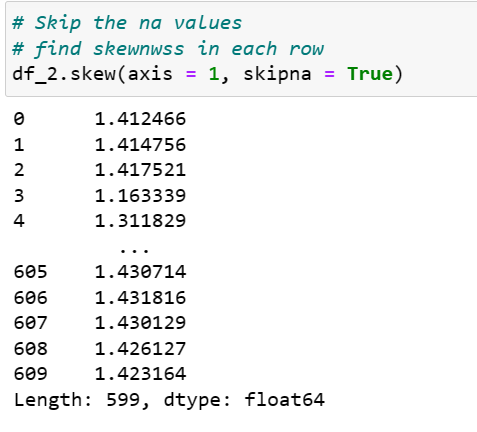 # Skip the na values
# find skewnwss in each row
df_2.skew(axis = 1, skipna = True)
0 1.412466
1 1.414756
2 1.417521
3 1.163339
4 1.311829
...
605 1.430714
606 1.431816
607 1.430129
608 1.426127
609 1.423164
Length: 599, dtype: float64